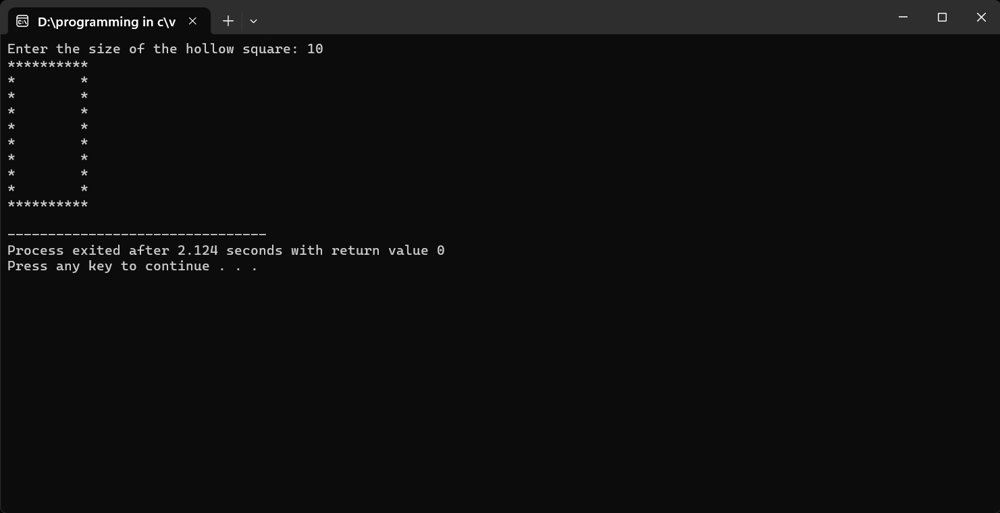 D:\programming in c\v
Enter the size of the hollow square: 10
**********
*        *
*        *
*        *
*        *
*        *
*        *
*        *
*        *
**********
--------------------------------
Process exited after 2.124 seconds with return value 0
Press any key to continue . . .